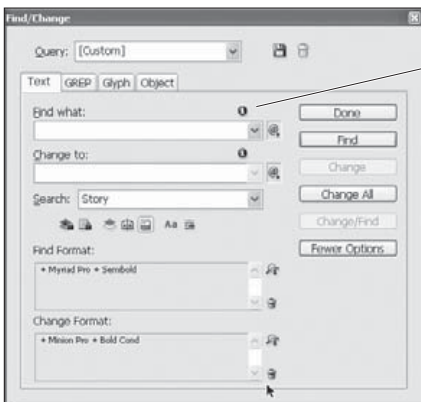 Find/Change
Query: [Custom]
Text GREP Glyph Object
Find what:
Done
Find
Change to:
Change
Search: Story
Change All
Aa
Change/Find
Find Format:
Fewer Options
+ Myriad Pro + Semibold
Change Format:
+ Minion Pro + Bold Cond